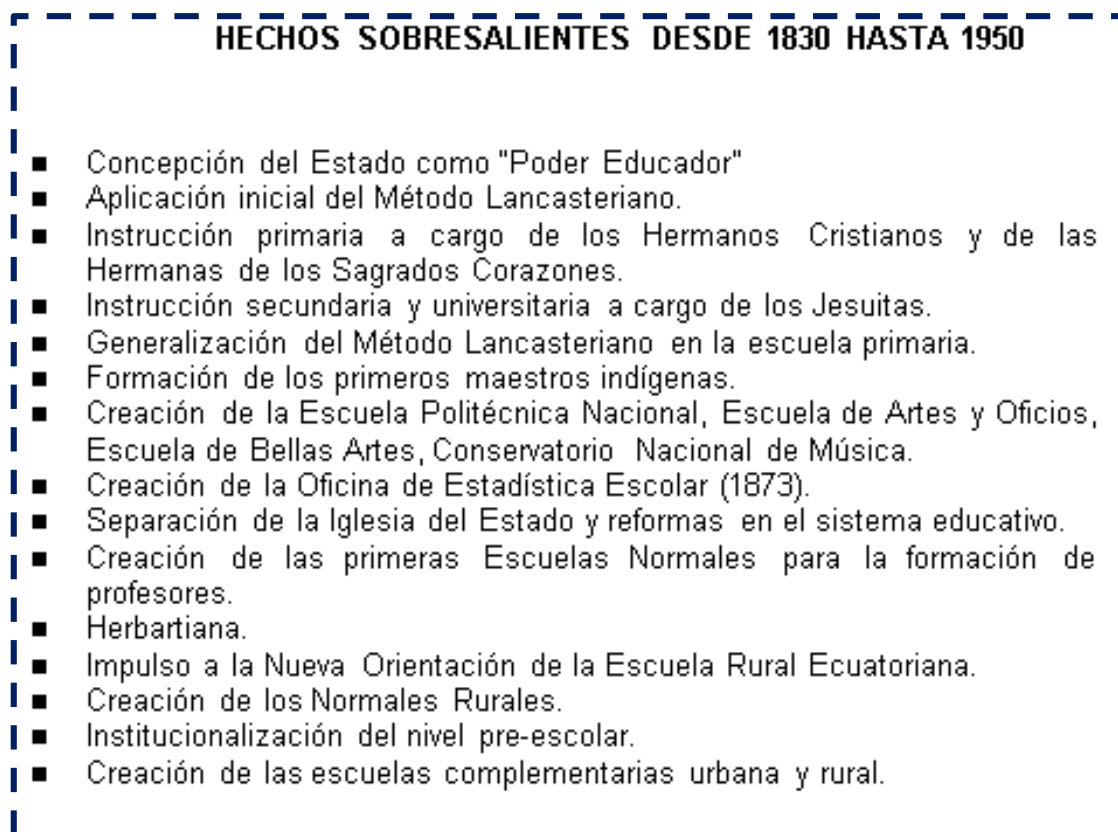 HECHOS SOBRESALIENTES DESDE 1830 HASTA 1950
■ Concepción del Estado como "Poder Educador"
■ Aplicación inicial del Método Lancasteriano.
■ Instrucción primaria a cargo de los Hermanos Cristianos y de las
Hermanas de los Sagrados Corazones.
■ Instrucción secundaria y universitaria a cargo de los Jesuitas.
■ Generalización del Método Lancasteriano en la escuela primaria.
■ Formación de los primeros maestros indígenas.
■ Creación de la Escuela Politécnica Nacional, Escuela de Artes y Oficios,
Escuela de Bellas Artes, Conservatorio Nacional de Música.
■ Creación de la Oficina de Estadística Escolar (1873).
■ Separación de la Iglesia del Estado y reformas en el sistema educativo.
■ Creación de las primeras Escuelas Normales para la formación de
profesores.
■ Herbartiana.
■ Impulso a la Nueva Orientación de la Escuela Rural Ecuatoriana.
■ Creación de los Normales Rurales.
■ Institucionalización del nivel pre-escolar.
■ Creación de las escuelas complementarias urbana y rural.